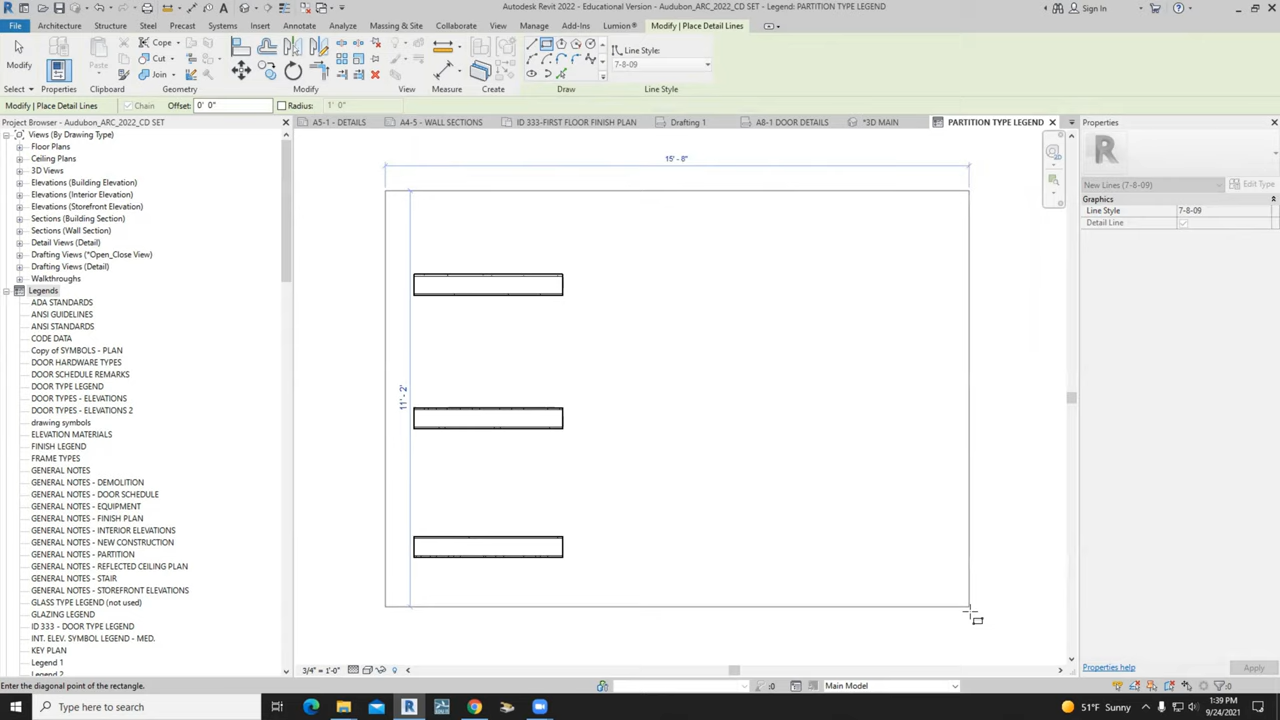 Autodesk Revit 2022 - Educational Version - Audubon_ARC_2022_CD SET - Legend: PARTITION TYPE LEGEND
Sign In
File Architecture Structure Steel Precast Systems Insert Annotate Analyze Massing & Site Collaborate View Manage Add-Ins Lumion® Modify | Place Detail Lines
Modify
Paste
Cope
Cut
Join
Line Style:
7-8-09
Select Properties Clipboard Geometry Modify View Measure Create Draw Line Style
Modify | Place Detail Lines Chain Offset: 0' 0" Radius: 1' 0"
Project Browser - Audubon_ARC_2022_CD SET
A5-1 - DETAILS A4-5 - WALL SECTIONS ID 333-FIRST FLOOR FINISH PLAN Drafting 1 A8-1 DOOR DETAILS *3D MAIN PARTITION TYPE LEGEND
Properties
Views (By Drawing Type)
Floor Plans
Ceiling Plans
3D Views
Elevations (Building Elevation)
Elevations (Interior Elevation)
Elevations (Storefront Elevation)
Sections (Building Section)
Sections (Wall Section)
Detail Views (Detail)
Drafting Views (*Open_Close View)
Drafting Views (Detail)
Walkthroughs
Legends
ADA STANDARDS
ANSI GUIDELINES
ANSI STANDARDS
CODE DATA
Copy of SYMBOLS - PLAN
DOOR HARDWARE TYPES
DOOR SCHEDULE REMARKS
DOOR TYPE LEGEND
DOOR TYPES - ELEVATIONS
DOOR TYPES - ELEVATIONS 2
drawing symbols
ELEVATION MATERIALS
FINISH LEGEND
FRAME TYPES
GENERAL NOTES
GENERAL NOTES - DEMOLITION
GENERAL NOTES - DOOR SCHEDULE
GENERAL NOTES - EQUIPMENT
GENERAL NOTES - FINISH PLAN
GENERAL NOTES - INTERIOR ELEVATIONS
GENERAL NOTES - NEW CONSTRUCTION
GENERAL NOTES - PARTITION
GENERAL NOTES - REFLECTED CEILING PLAN
GENERAL NOTES - STAIR
GENERAL NOTES - STOREFRONT ELEVATIONS
GLASS TYPE LEGEND (not used)
GLAZING LEGEND
ID 333 - DOOR TYPE LEGEND
INT. ELEV. SYMBOL LEGEND - MED.
KEY PLAN
Legend 1
Legend 2
15' - 8"
11' - 2"
New Lines (7-8-09) Edit Type
Graphics
Line Style 7-8-09
Detail Line
Properties help Apply
3/4" = 1'-0"
Enter the diagonal point of the rectangle.
:0 Main Model :0
Type here to search
51°F Sunny
1:39 PM
9/24/2021